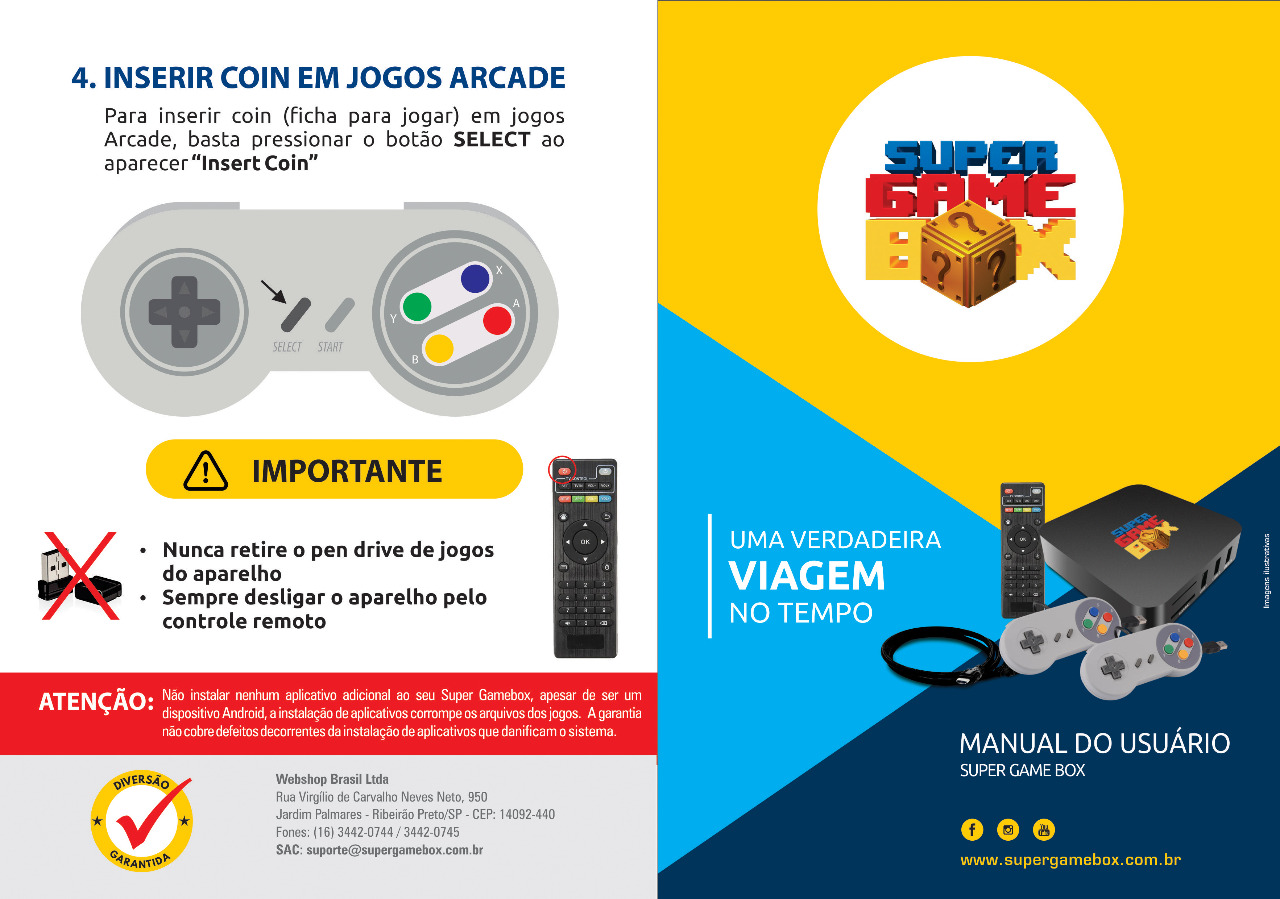 4. INSERIR COIN EM JOGOS ARCADE
Para inserir coin (ficha para jogar) em jogos
Arcade, basta pressionar o botão SELECT ao
aparecer “Insert Coin”
X
A
Y
B
SELECT START
IMPORTANTE
• Nunca retire o pen drive de jogos
do aparelho
• Sempre desligar o aparelho pelo
controle remoto
OK
ATENÇÃO:
Não instalar nenhum aplicativo adicional ao seu Super Gamebox, apesar de ser um
dispositivo Android, a instalação de aplicativos corrompe os arquivos dos jogos. A garantia
não cobre defeitos decorrentes da instalação de aplicativos que danificam o sistema.
DIVERSÃO
GARANTIDA
Webshop Brasil Ltda
Rua Virgílio de Carvalho Neves Neto, 950
Jardim Palmares - Ribeirão Preto/SP - CEP: 14092-440
Fones: (16) 3442-0744 / 3442-0745
SAC: suporte@supergamebox.com.br
SUPER
GAME
BOX
UMA VERDADEIRA
VIAGEM
NO TEMPO
SUPER
GAME
BOX
Imagens ilustrativas
MANUAL DO USUÁRIO
SUPER GAME BOX
www.supergamebox.com.br